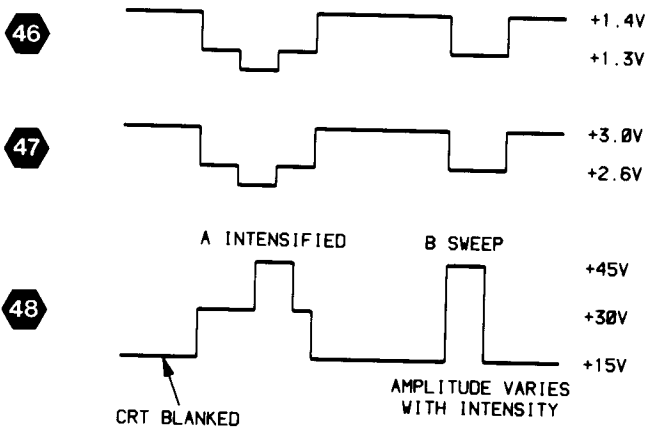 46
+1.4V
+1.3V
47
+3.0V
+2.6V
A INTENSIFIED
B SWEEP
48
+45V
+30V
+15V
CRT BLANKED
AMPLITUDE VARIES
WITH INTENSITY